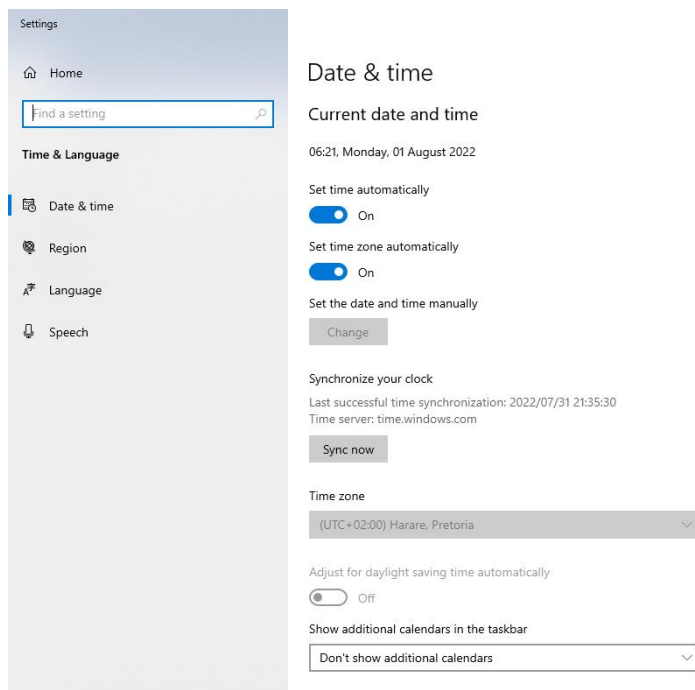 Settings
Home
Find a setting
Time & Language
Date & time
Region
Language
Speech
Date & time
Current date and time
06:21, Monday, 01 August 2022
Set time automatically
On
Set time zone automatically
On
Set the date and time manually
Change
Synchronize your clock
Last successful time synchronization: 2022/07/31 21:35:30
Time server: time.windows.com
Sync now
Time zone
(UTC+02:00) Harare, Pretoria
Adjust for daylight saving time automatically
Off
Show additional calendars in the taskbar
Don't show additional calendars